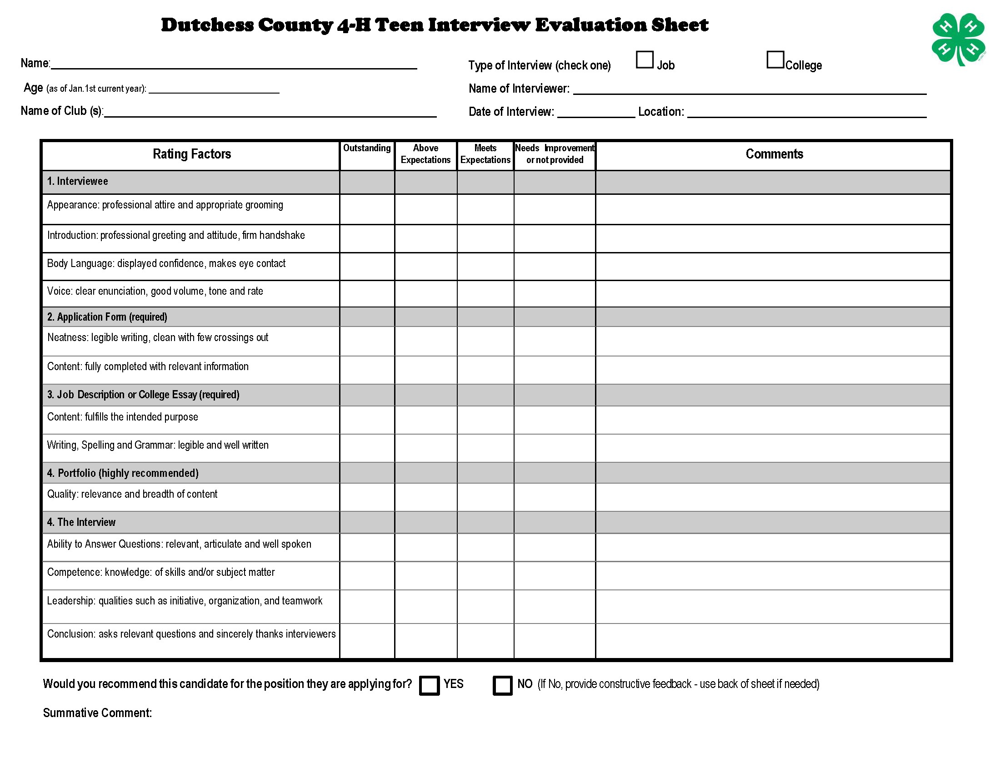 Dutchess County 4-H Teen Interview Evaluation Sheet
H H H H
Name:
Type of Interview (check one) Job College
Age (as of Jan.1st current year):
Name of Interviewer:
Name of Club (s):
Date of Interview: Location:
Rating Factors
Outstanding
Above
Expectations
Meets
Expectations
Needs Improvement
or not provided
Comments
1. Interviewee
Appearance: professional attire and appropriate grooming
Introduction: professional greeting and attitude, firm handshake
Body Language: displayed confidence, makes eye contact
Voice: clear enunciation, good volume, tone and rate
2. Application Form (required)
Neatness: legible writing, clean with few crossings out
Content: fully completed with relevant information
3. Job Description or College Essay (required)
Content: fulfills the intended purpose
Writing, Spelling and Grammar: legible and well written
4. Portfolio (highly recommended)
Quality: relevance and breadth of content
4. The Interview
Ability to Answer Questions: relevant, articulate and well spoken
Competence: knowledge: of skills and/or subject matter
Leadership: qualities such as initiative, organization, and teamwork
Conclusion: asks relevant questions and sincerely thanks interviewers
Would you recommend this candidate for the position they are applying for? YES NO (If No, provide constructive feedback - use back of sheet if needed)
Summative Comment: